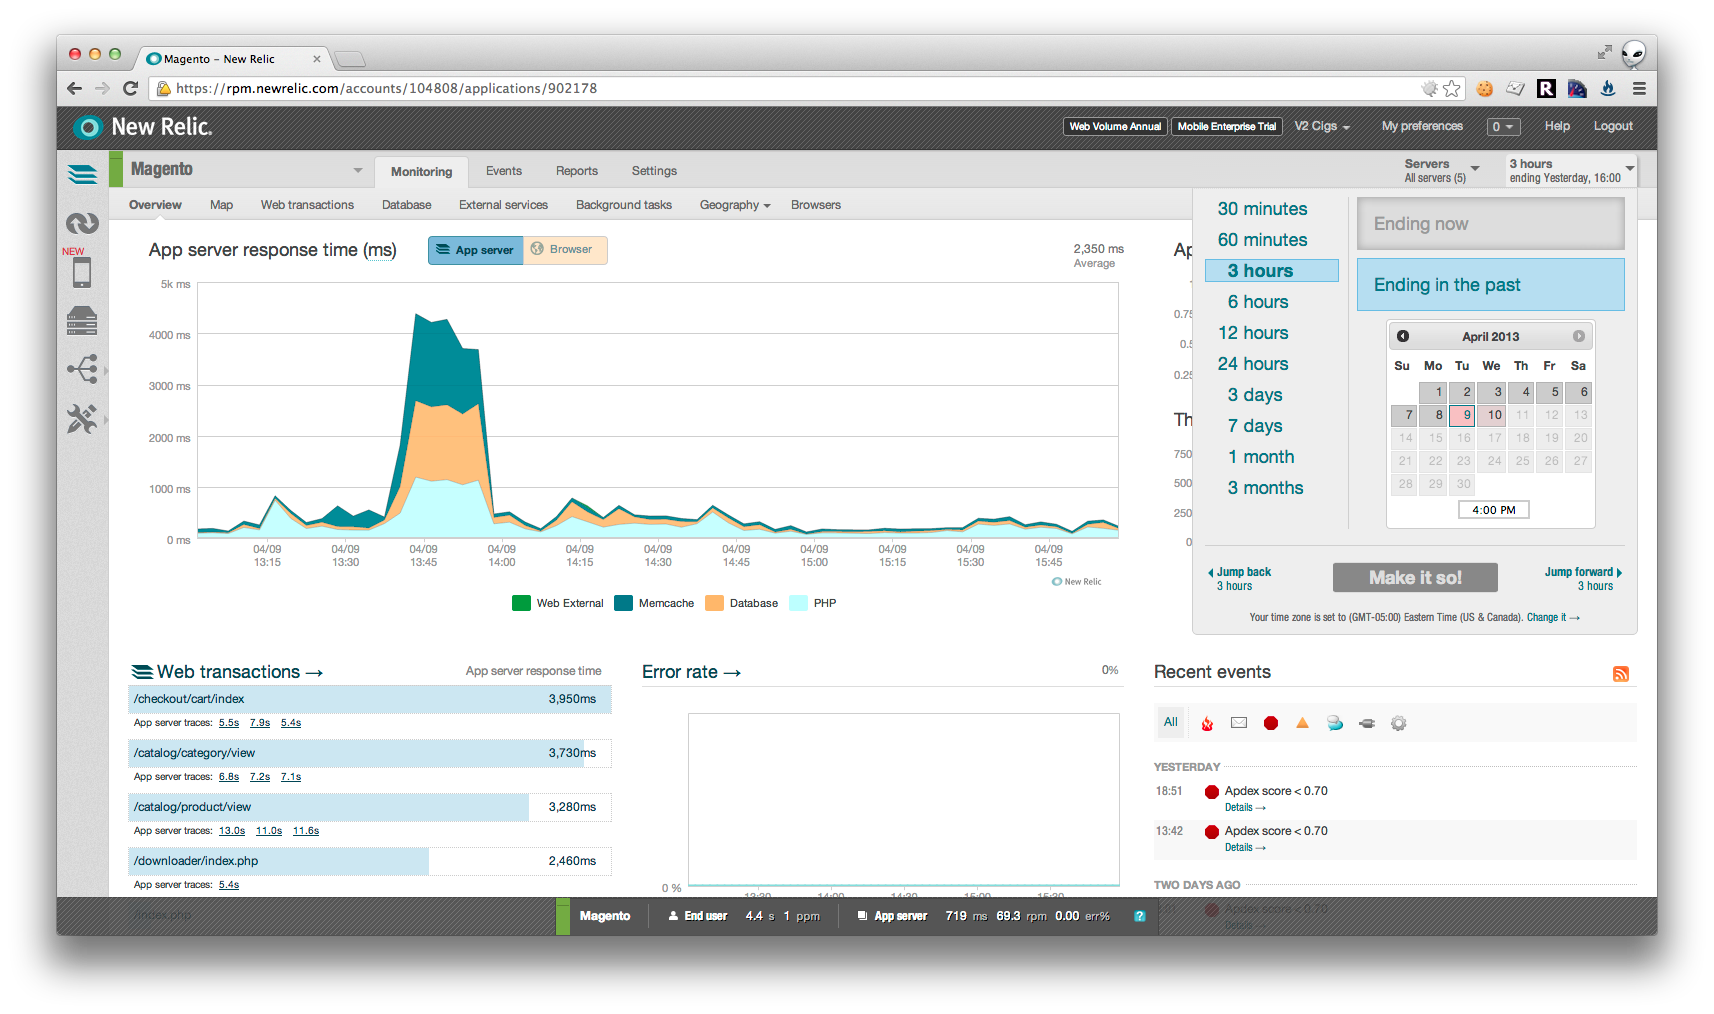 Magento – New Relic
https://rpm.newrelic.com/accounts/104808/applications/902178
New Relic.
Web Volume Annual
Mobile Enterprise Trial
V2 Cigs
My preferences
0
Help
Logout
Magento
Monitoring
Events
Reports
Settings
Servers
All servers (5)
3 hours
ending Yesterday, 16:00
NEW
Overview
Map
Web transactions
Database
External services
Background tasks
Geography
Browsers
App server response time (ms)
App server
Browser
2,350 ms
Average
5k ms
4000 ms
3000 ms
2000 ms
1000 ms
0 ms
04/09 04/09 04/09 04/09 04/09 04/09 04/09 04/09 04/09 04/09 04/09
13:15 13:30 13:45 14:00 14:15 14:30 14:45 15:00 15:15 15:30 15:45
New Relic
Web External
Memcache
Database
PHP
Ap
0.75
0.5
0.25
Th
750
500
250
0
30 minutes
60 minutes
3 hours
6 hours
12 hours
24 hours
3 days
7 days
1 month
3 months
Ending now
Ending in the past
April 2013
Su Mo Tu We Th Fr Sa
1 2 3 4 5 6
7 8 9 10 11 12 13
14 15 16 17 18 19 20
21 22 23 24 25 26 27
28 29 30
4:00 PM
Jump back
3 hours
Make it so!
Jump forward
3 hours
Your time zone is set to (GMT-05:00) Eastern Time (US & Canada). Change it →
Web transactions →
App server response time
/checkout/cart/index 3,950ms
App server traces: 5.5s 7.9s 5.4s
/catalog/category/view 3,730ms
App server traces: 6.8s 7.2s 7.1s
/catalog/product/view 3,280ms
App server traces: 13.0s 11.0s 11.6s
/downloader/index.php 2,460ms
App server traces: 5.4s
/index.php
Error rate →
0%
0 %
13:30 14:00 14:30 15:00 15:30
Recent events
All
YESTERDAY
18:51 Apdex score < 0.70
Details →
13:42 Apdex score < 0.70
Details →
TWO DAYS AGO
Apdex score < 0.70
Details →
Magento
End user 4.4 s 1 ppm
App server 719 ms 69.3 rpm 0.00 err%
?